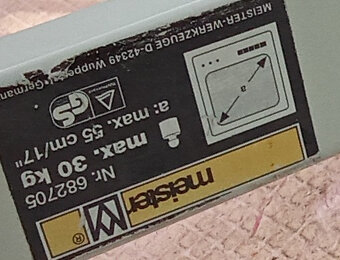 meister ®
Nr. 682705
max. 30 kg
a: max. 55 cm/17"
GS
a
MEISTER-WERKZEUGE D-42349 Wuppertal Germany